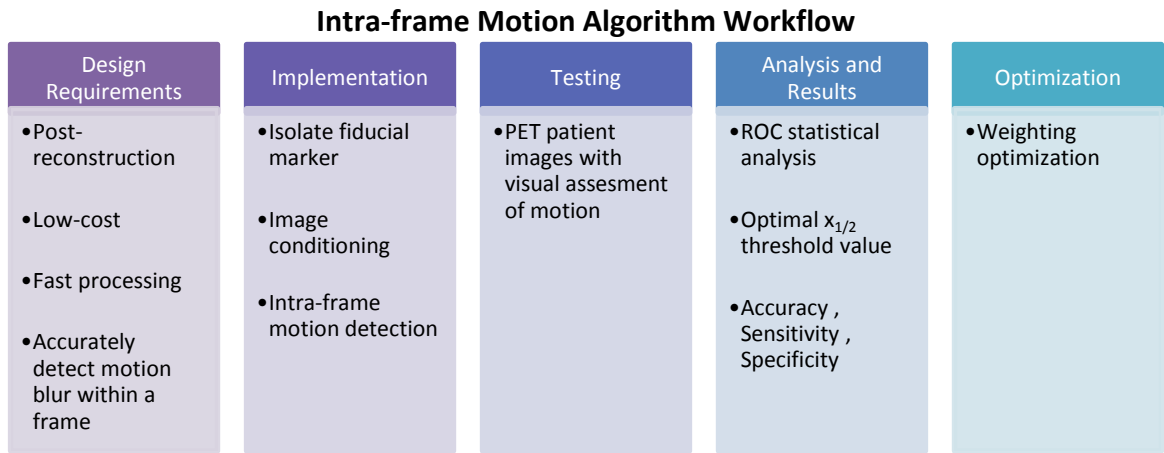 Intra-frame Motion Algorithm Workflow
Design
Requirements
•Post-
reconstruction
•Low-cost
•Fast processing
•Accurately
detect motion
blur within a
frame
Implementation
•Isolate fiducial
marker
•Image
conditioning
•Intra-frame
motion detection
Testing
•PET patient
images with
visual assesment
of motion
Analysis and
Results
•ROC statistical
analysis
•Optimal x1/2
threshold value
•Accuracy ,
Sensitivity ,
Specificity
Optimization
•Weighting
optimization